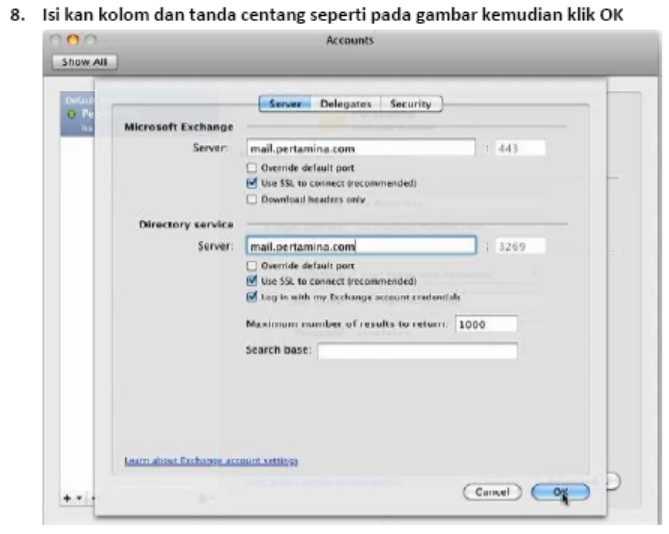 8. Isi kan kolom dan tanda centang seperti pada gambar kemudian klik OK
Accounts
Show All
Server Delegates Security
Microsoft Exchange
Server: mail.pertamina.com : 443
Override default port
Use SSL to connect (recommended)
Download headers only
Directory service
Server: mail.pertamina.com : 3269
Override default port
Use SSL to connect (recommended)
Log in with my Exchange account credentials
Maximum number of results to return: 1000
Search base:
Learn about Exchange account settings
Cancel OK